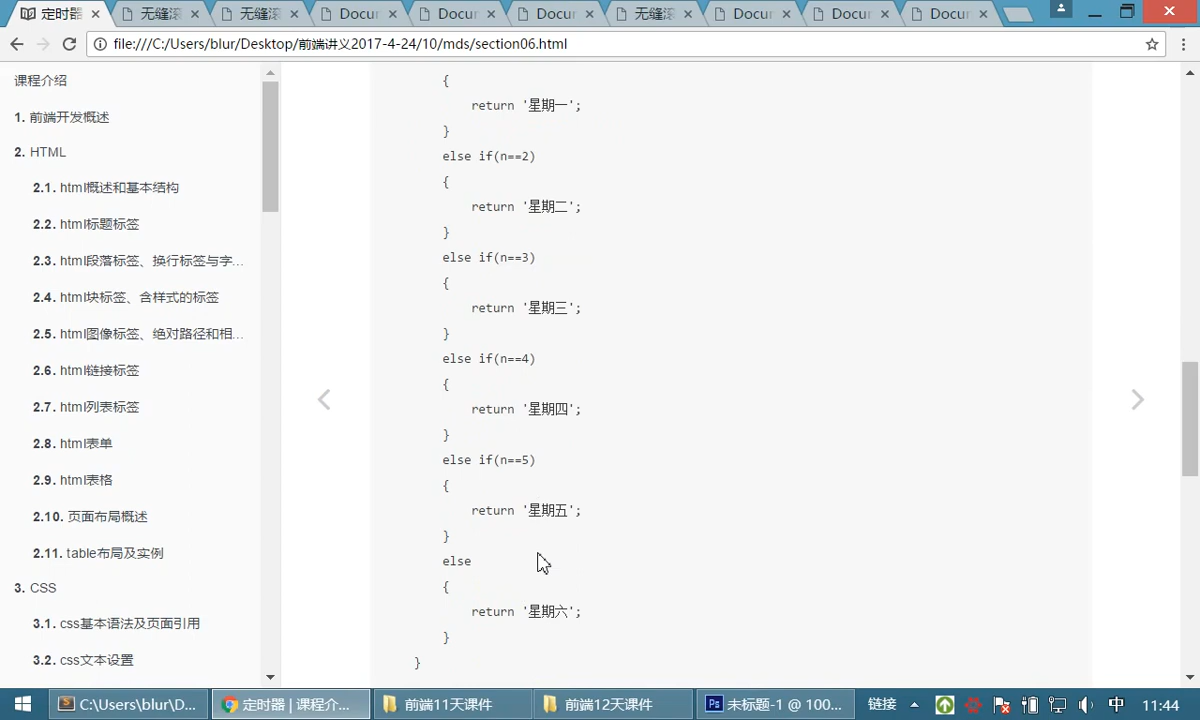 定时器
无缝滚
无缝滚
Docum
Docum
Docum
无缝滚
Docum
Docum
Docum
file:///C:/Users/blur/Desktop/前端讲义2017-4-24/10/mds/section06.html
课程介绍
1. 前端开发概述
2. HTML
2.1. html概述和基本结构
2.2. html标题标签
2.3. html段落标签、换行标签与字...
2.4. html块标签、含样式的标签
2.5. html图像标签、绝对路径和相...
2.6. html链接标签
2.7. html列表标签
2.8. html表单
2.9. html表格
2.10. 页面布局概述
2.11. table布局及实例
3. CSS
3.1. css基本语法及页面引用
3.2. css文本设置
{
return '星期一';
}
else if(n==2)
{
return '星期二';
}
else if(n==3)
{
return '星期三';
}
else if(n==4)
{
return '星期四';
}
else if(n==5)
{
return '星期五';
}
else
{
return '星期六';
}
}
C:\Users\blur\D...
定时器 | 课程介...
前端11天课件
前端12天课件
Ps 未标题-1 @ 100...
链接
中
11:44